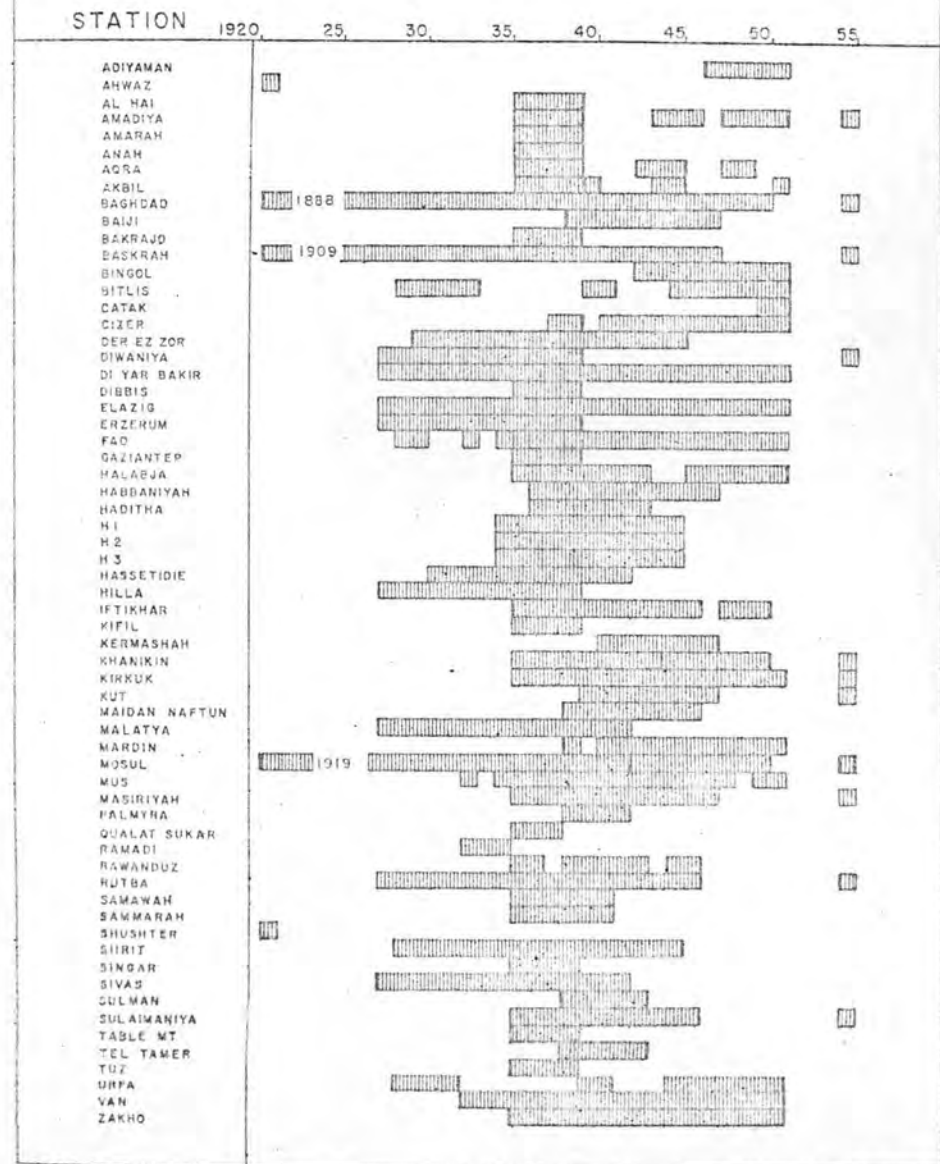 STATION 1920 25 30 35 40 45 50 55
ADIYAMAN
AHWAZ
AL HAI
AMADIYA
AMARAH
ANAH
AQRA
AKBIL
BAGHDAD 1888
BAIJI
BAKRAJO
BASKRAH 1909
BINGOL
BITLIS
CATAK
CIZER
DER EZ ZOR
DIWANIYA
DI YAR BAKIR
DIBBIS
ELAZIG
ERZERUM
FAO
GAZIANTEP
HALABJA
HABBANIYAH
HADITHA
H 1
H 2
H 3
HASSETIDIE
HILLA
IFTIKHAR
KIFIL
KERMASHAH
KHANIKIN
KIRKUK
KUT
MAIDAN NAFTUN
MALATYA
MARDIN
MOSUL 1919
MUS
MASIRIYAH
PALMYRA
QUALAT SUKAR
RAMADI
RAWANDUZ
RUTBA
SAMAWAH
SAMMARAH
SHUSHTER
SIIRIT
SINGAR
SIVAS
SULMAN
SULAIMANIYA
TABLE MT
TEL TAMER
TUZ
URFA
VAN
ZAKHO